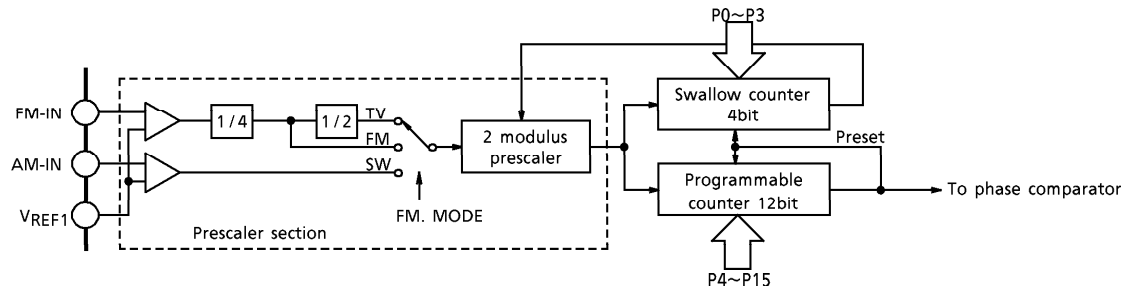 P0~P3
FM-IN
AM-IN
VREF1
1/4
1/2
TV
FM
SW
FM. MODE
Prescaler section
2 modulus
prescaler
Swallow counter
4bit
Preset
Programmable
counter 12bit
To phase comparator
P4~P15